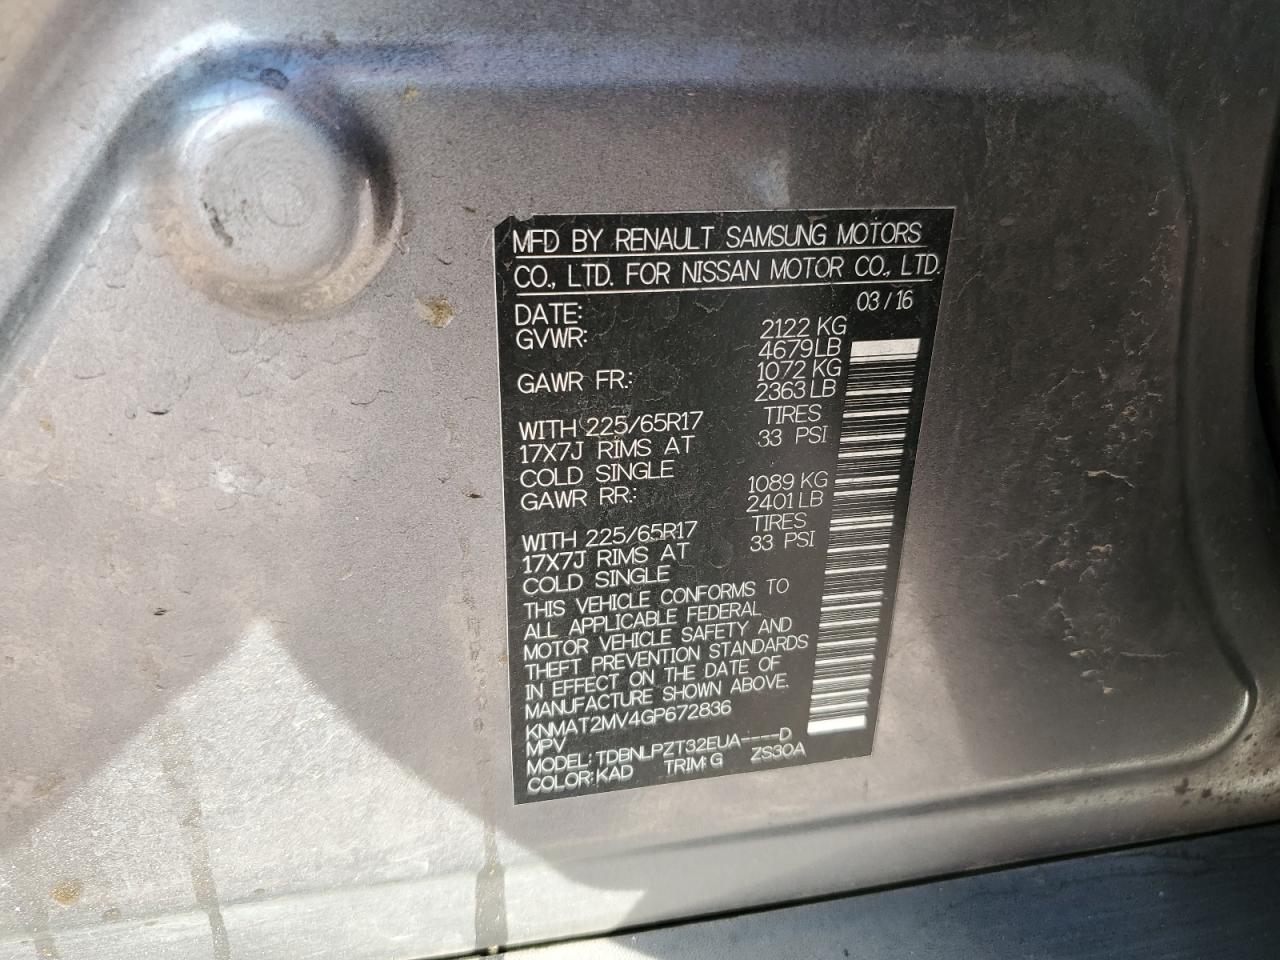 MFD BY RENAULT SAMSUNG MOTORS
CO., LTD. FOR NISSAN MOTOR CO., LTD.
DATE: 03 / 16
GVWR: 2122 KG
4679 LB
GAWR FR.: 1072 KG
2363 LB
WITH 225/65R17 TIRES
17X7J RIMS AT 33 PSI
COLD SINGLE
GAWR RR.: 1089 KG
2401 LB
WITH 225/65R17 TIRES
17X7J RIMS AT 33 PSI
COLD SINGLE
THIS VEHICLE CONFORMS TO
ALL APPLICABLE FEDERAL
MOTOR VEHICLE SAFETY AND
THEFT PREVENTION STANDARDS
IN EFFECT ON THE DATE OF
MANUFACTURE SHOWN ABOVE.
KNMAT2MV4GP672836
MPV
MODEL: TDBNLPZT32EUA----D
COLOR: KAD TRIM: G ZS30A